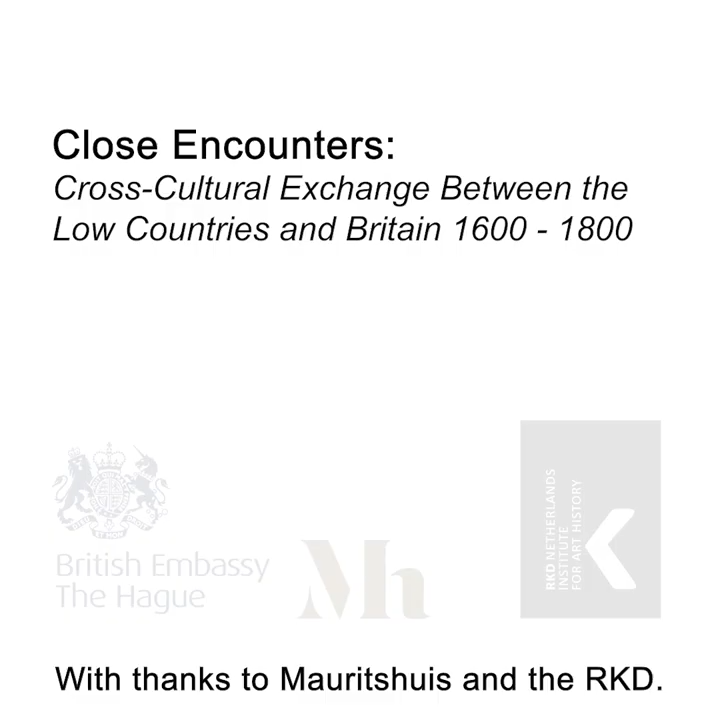 Close Encounters:
Cross-Cultural Exchange Between the
Low Countries and Britain 1600 - 1800
British Embassy
The Hague
Mh
RKD NETHERLANDS
INSTITUTE
FOR ART HISTORY
With thanks to Mauritshuis and the RKD.